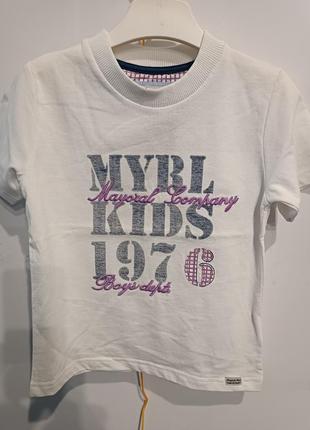 MYRL
Mayoral Company
KIDS
1976
Boys dept.